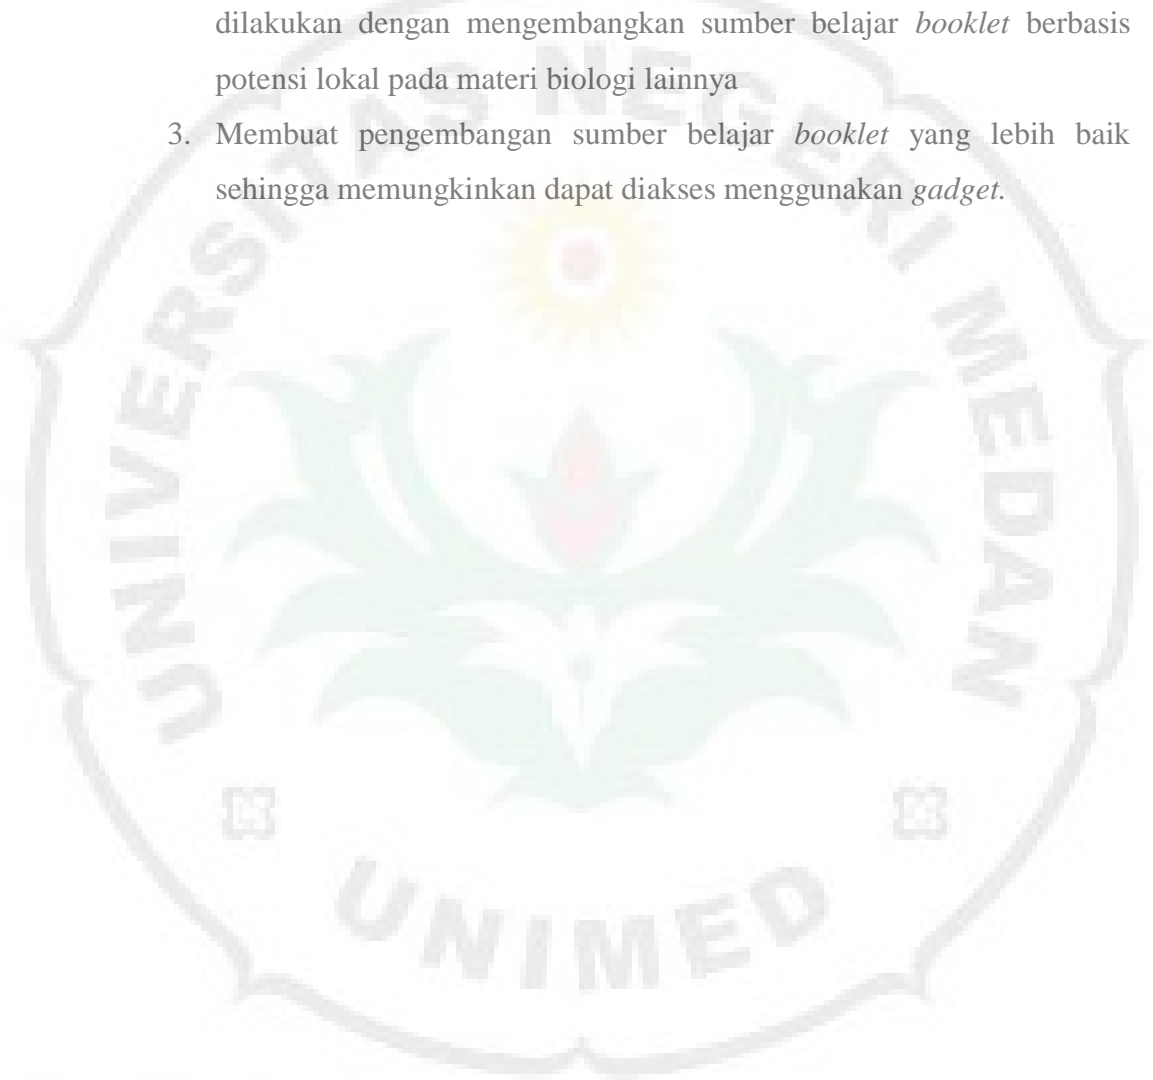 dilakukan dengan mengembangkan sumber belajar booklet berbasis
potensi lokal pada materi biologi lainnya
3. Membuat pengembangan sumber belajar booklet yang lebih baik
sehingga memungkinkan dapat diakses menggunakan gadget.
UNIVERSITAS NEGERI MEDAN
UNIMED